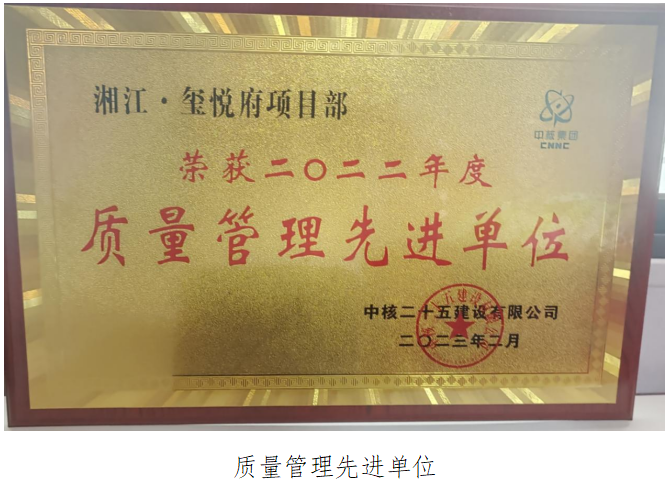 湘江·玺悦府项目部
中核集团
CNNC
荣获二〇二二年度
质量管理先进单位
中核二十五建设有限公司
二〇二三年二月
质量管理先进单位